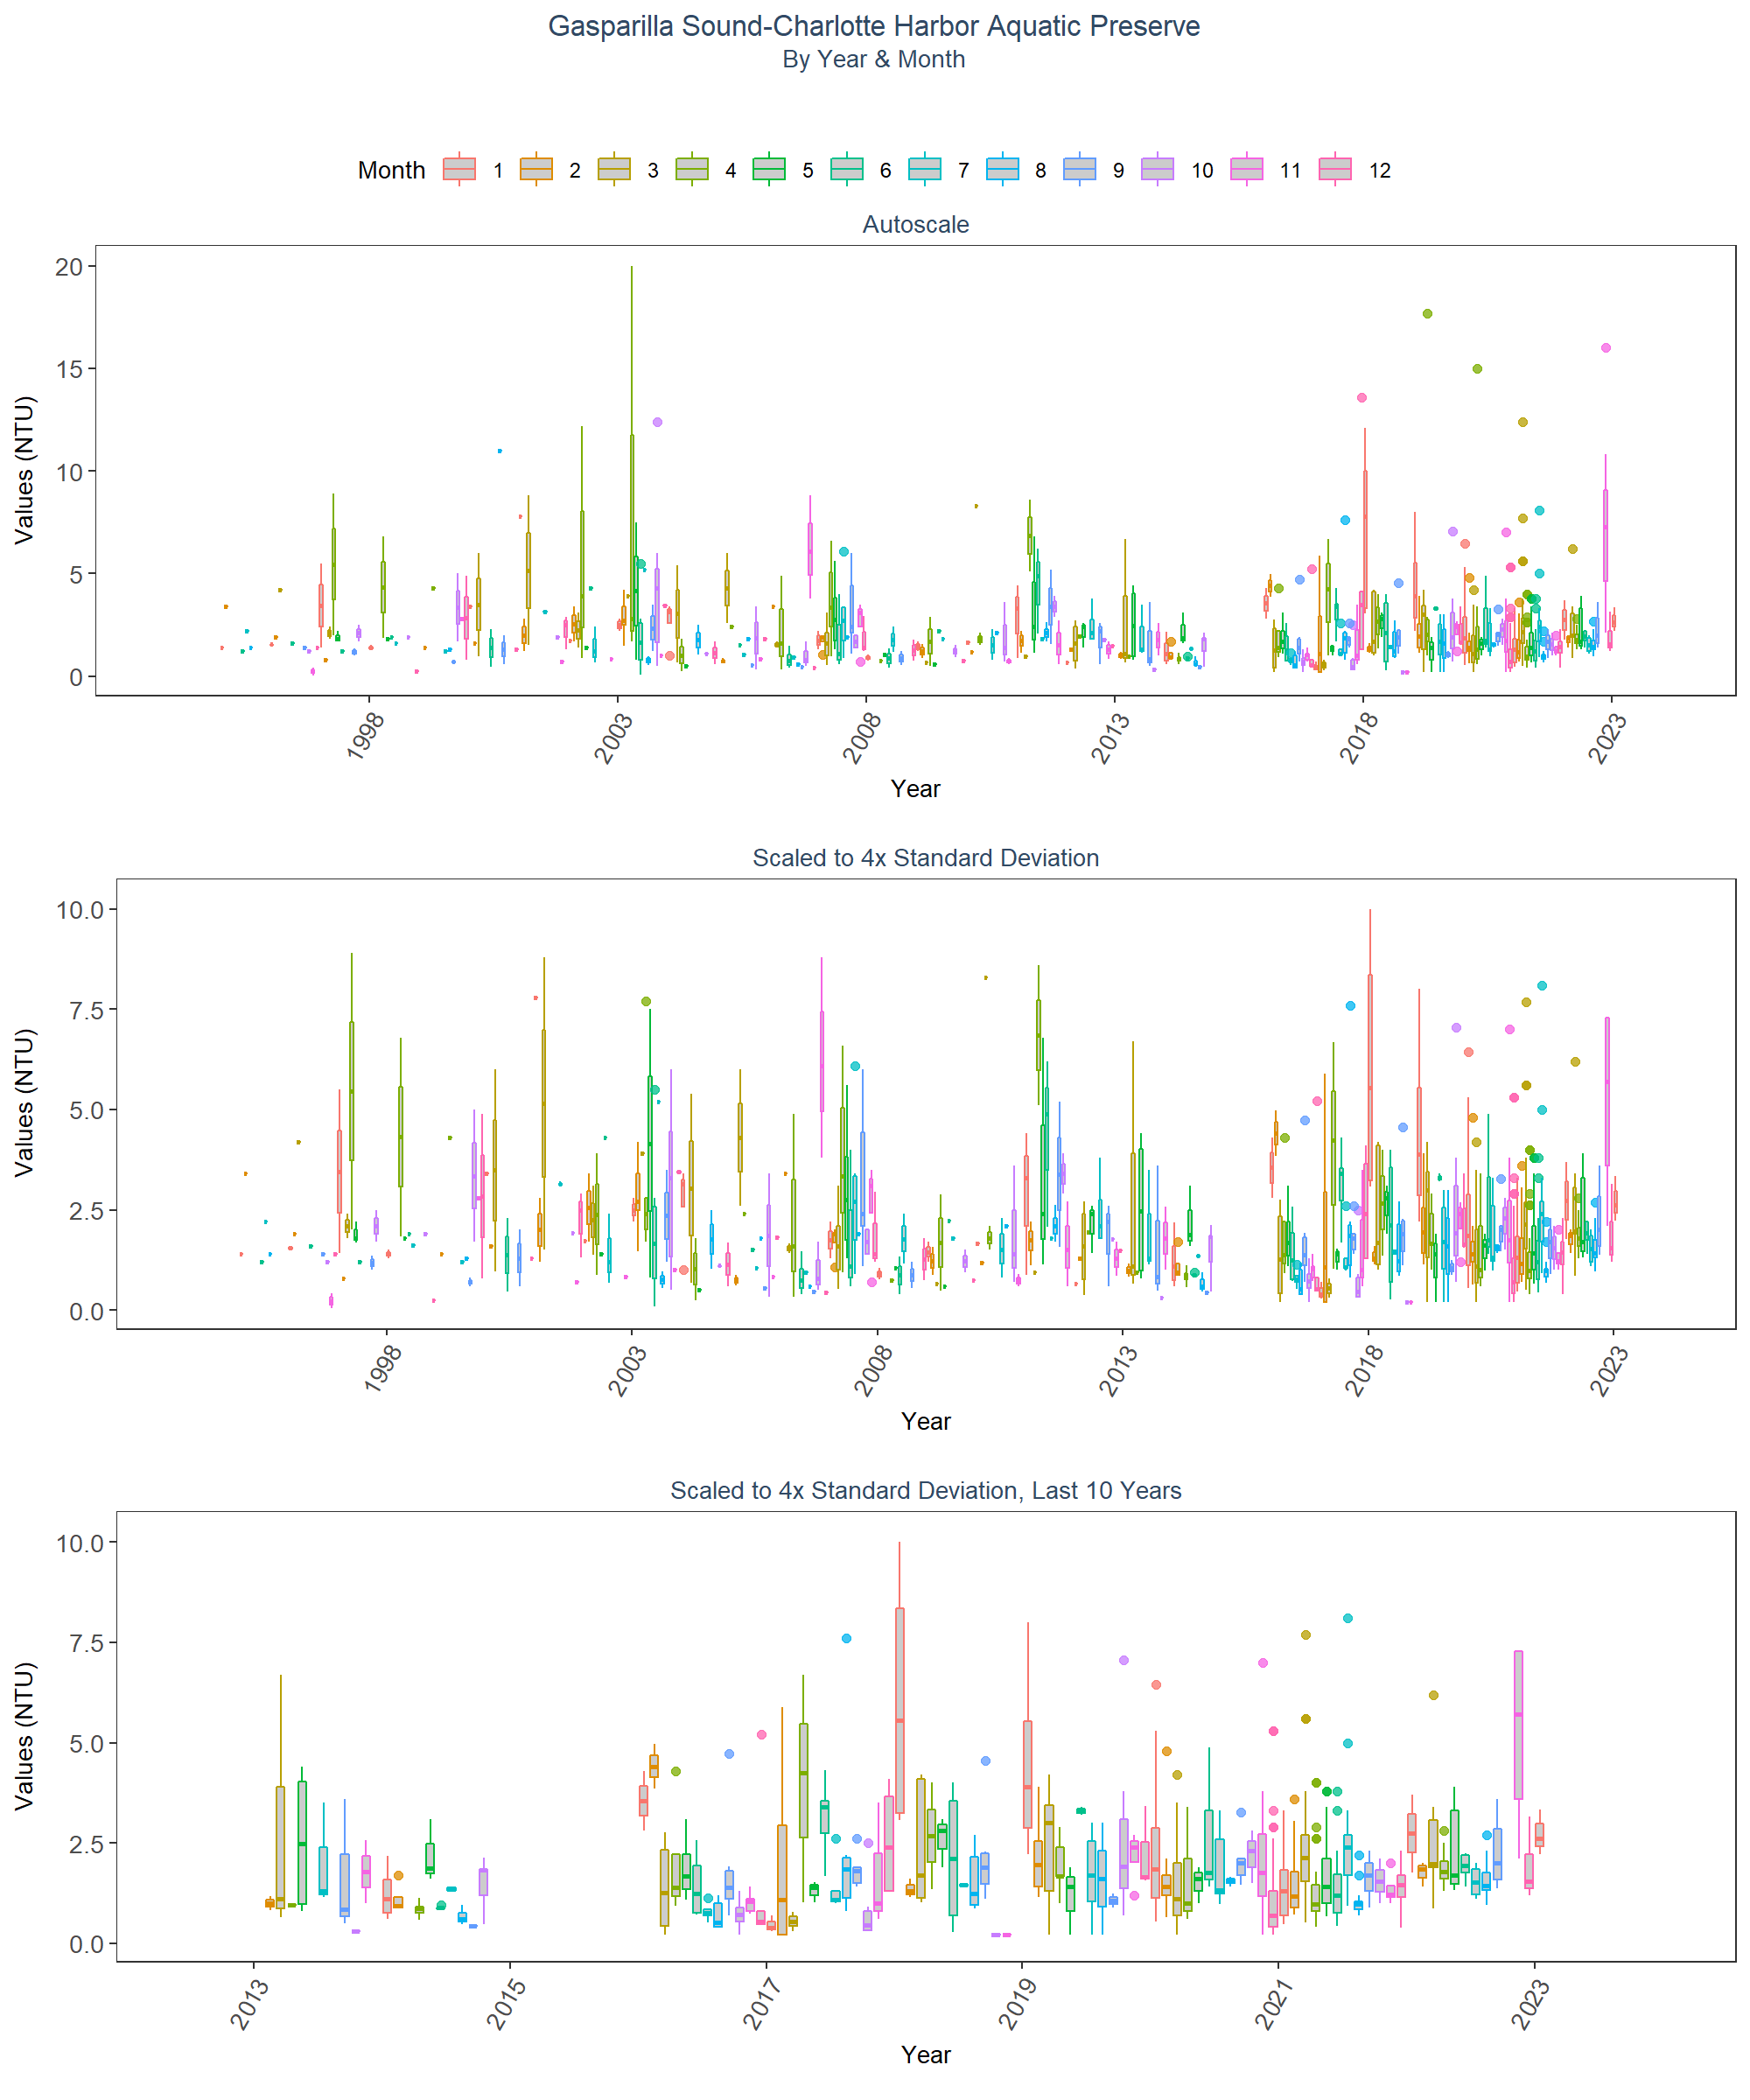 Gasparilla Sound-Charlotte Harbor Aquatic Preserve
By Year & Month
Month 1 2 3 4 5 6 7 8 9 10 11 12
Autoscale
20
15
10
5
0
Values (NTU)
1998 2003 2008 2013 2018 2023
Year
Scaled to 4x Standard Deviation
10.0
7.5
5.0
2.5
0.0
Values (NTU)
1998 2003 2008 2013 2018 2023
Year
Scaled to 4x Standard Deviation, Last 10 Years
10.0
7.5
5.0
2.5
0.0
Values (NTU)
2013 2015 2017 2019 2021 2023
Year